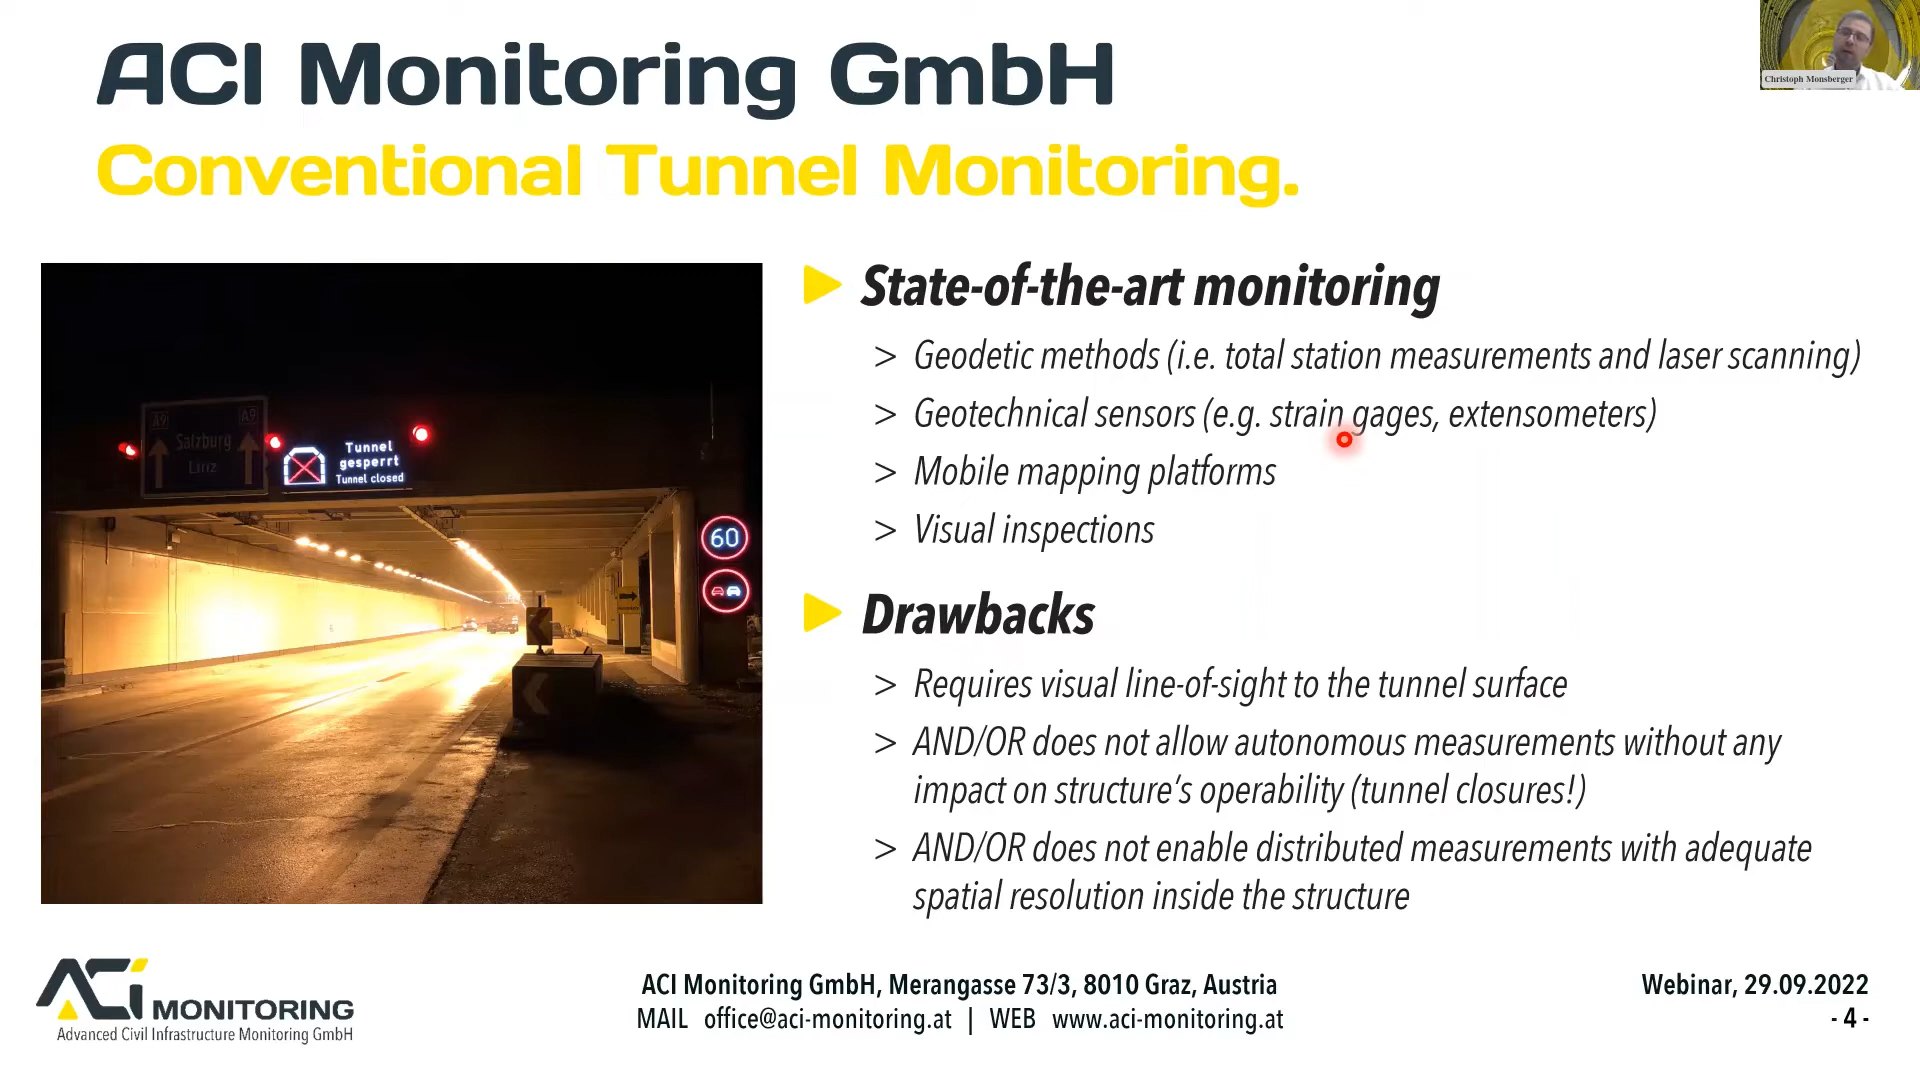 ACI Monitoring GmbH
Christoph Monsberger
Conventional Tunnel Monitoring.
State-of-the-art monitoring
> Geodetic methods (i.e. total station measurements and laser scanning)
> Geotechnical sensors (e.g. strain gages, extensometers)
> Mobile mapping platforms
> Visual inspections
A9 A9
Salzburg
Linz
Tunnel
gesperrt
Tunnel closed
60
Drawbacks
> Requires visual line-of-sight to the tunnel surface
> AND/OR does not allow autonomous measurements without any
impact on structure's operability (tunnel closures!)
> AND/OR does not enable distributed measurements with adequate
spatial resolution inside the structure
ACI MONITORING
Advanced Civil Infrastructure Monitoring GmbH
ACI Monitoring GmbH, Merangasse 73/3, 8010 Graz, Austria
MAIL office@aci-monitoring.at | WEB www.aci-monitoring.at
Webinar, 29.09.2022
- 4 -